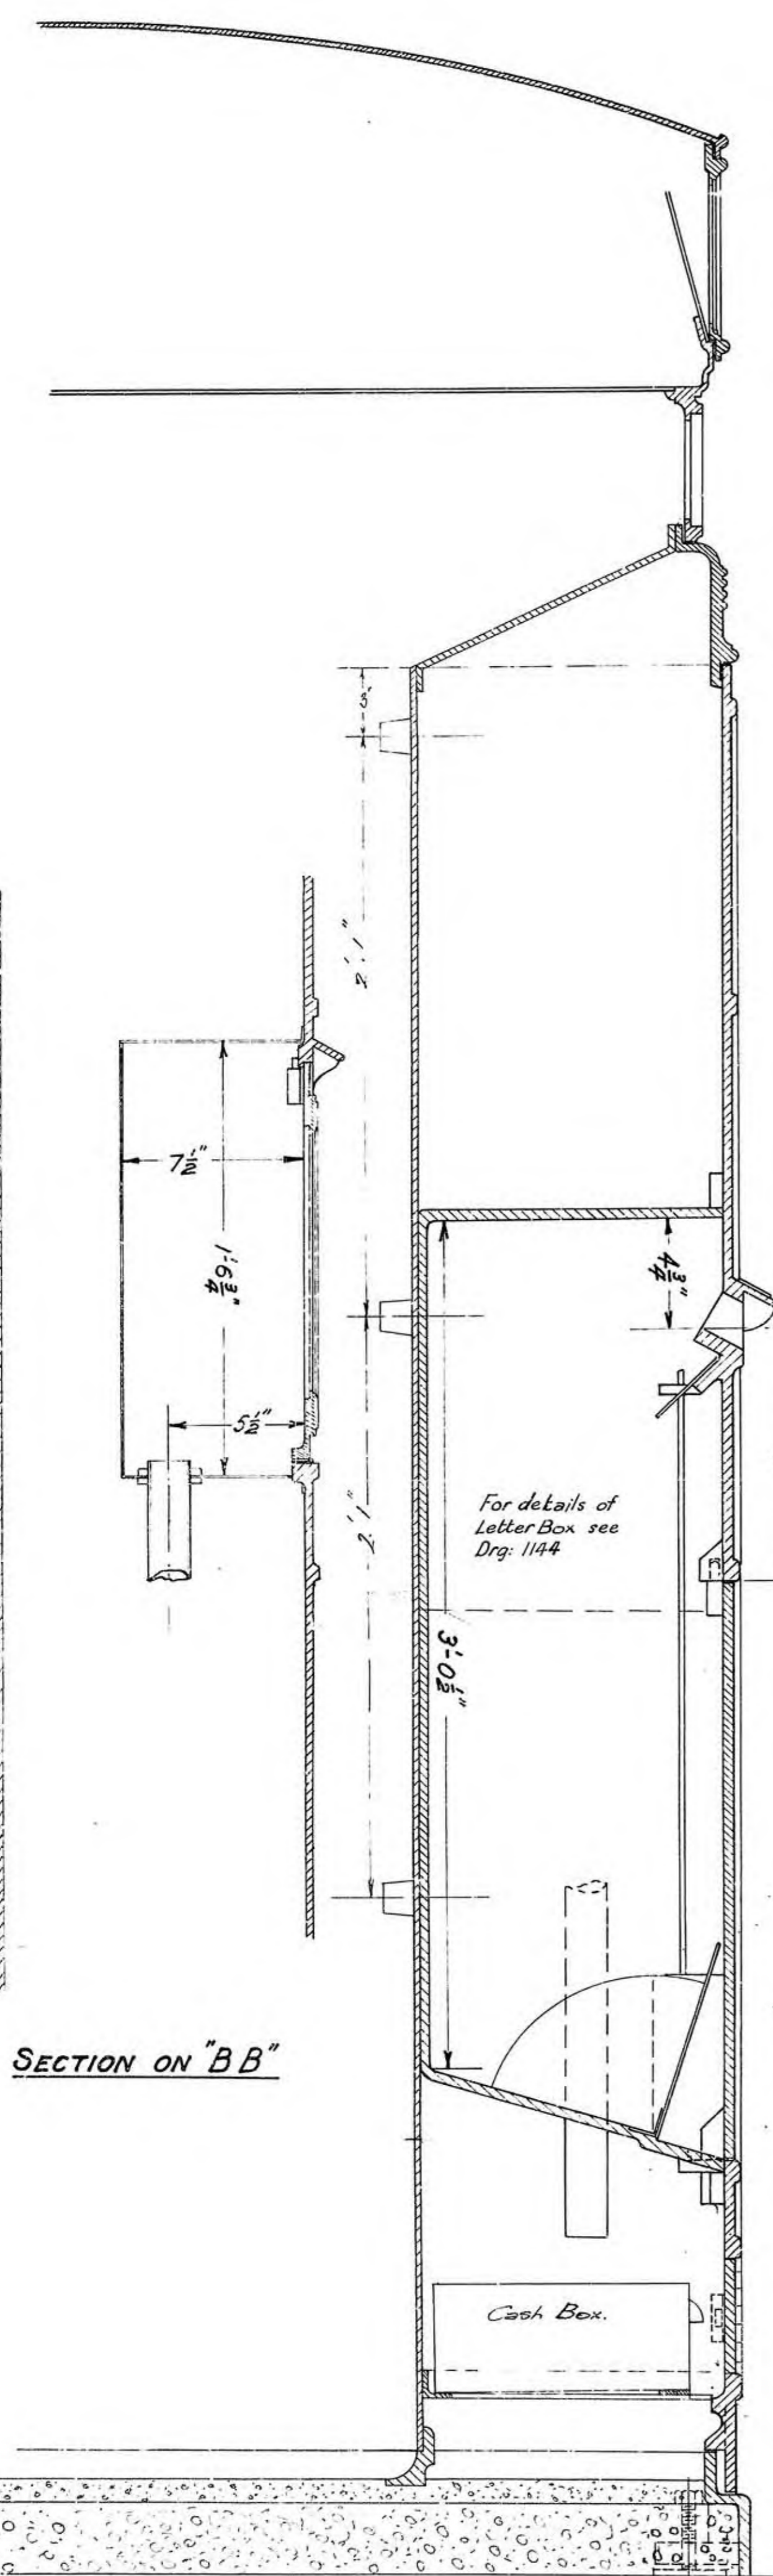 3"
2'.1"
7½"
1'-6¾"
4¾"
5½"
2'.1"
For details of
Letter Box see
Drg: 1144
3'-0½"
SECTION ON "B B"
Cash Box.